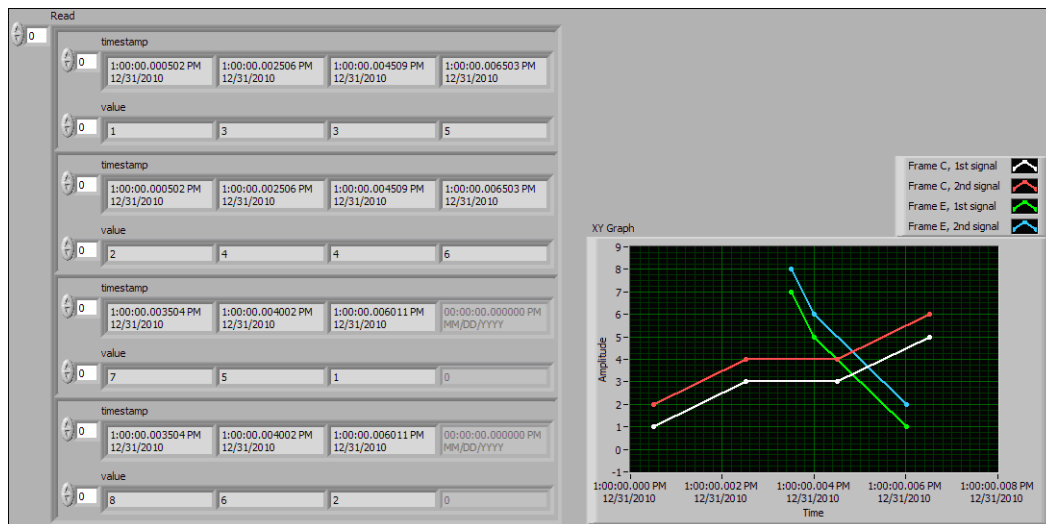 Read
0
timestamp
0
1:00:00.000502 PM 1:00:00.002506 PM 1:00:00.004509 PM 1:00:00.006503 PM
12/31/2010 12/31/2010 12/31/2010 12/31/2010
value
0 1 3 3 5
timestamp
0
1:00:00.000502 PM 1:00:00.002506 PM 1:00:00.004509 PM 1:00:00.006503 PM
12/31/2010 12/31/2010 12/31/2010 12/31/2010
value
0 2 4 4 6
timestamp
0
1:00:00.003504 PM 1:00:00.004002 PM 1:00:00.006011 PM 00:00:00.000000 PM
12/31/2010 12/31/2010 12/31/2010 MM/DD/YYYY
value
0 7 5 1 0
timestamp
0
1:00:00.003504 PM 1:00:00.004002 PM 1:00:00.006011 PM 00:00:00.000000 PM
12/31/2010 12/31/2010 12/31/2010 MM/DD/YYYY
value
0 8 6 2 0
Frame C, 1st signal
Frame C, 2nd signal
Frame E, 1st signal
Frame E, 2nd signal
XY Graph
9
8
7
6
5
4
3
2
1
0
-1
Amplitude
1:00:00.000 PM 1:00:00.002 PM 1:00:00.004 PM 1:00:00.006 PM 1:00:00.008 PM
12/31/2010 12/31/2010 12/31/2010 12/31/2010 12/31/2010
Time